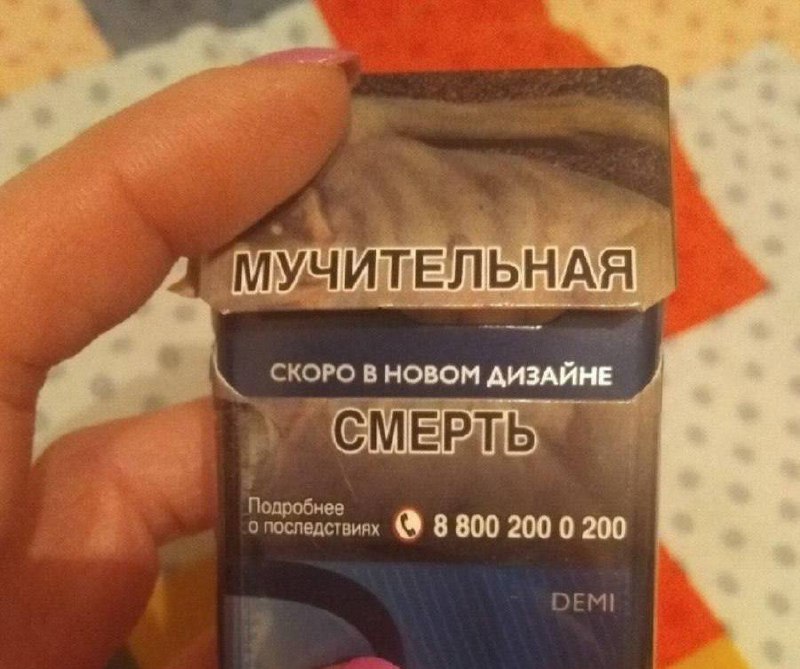 МУЧИТЕЛЬНАЯ
СКОРО В НОВОМ ДИЗАЙНЕ
СМЕРТЬ
Подробнее
о последствиях 8 800 200 0 200
DEMI